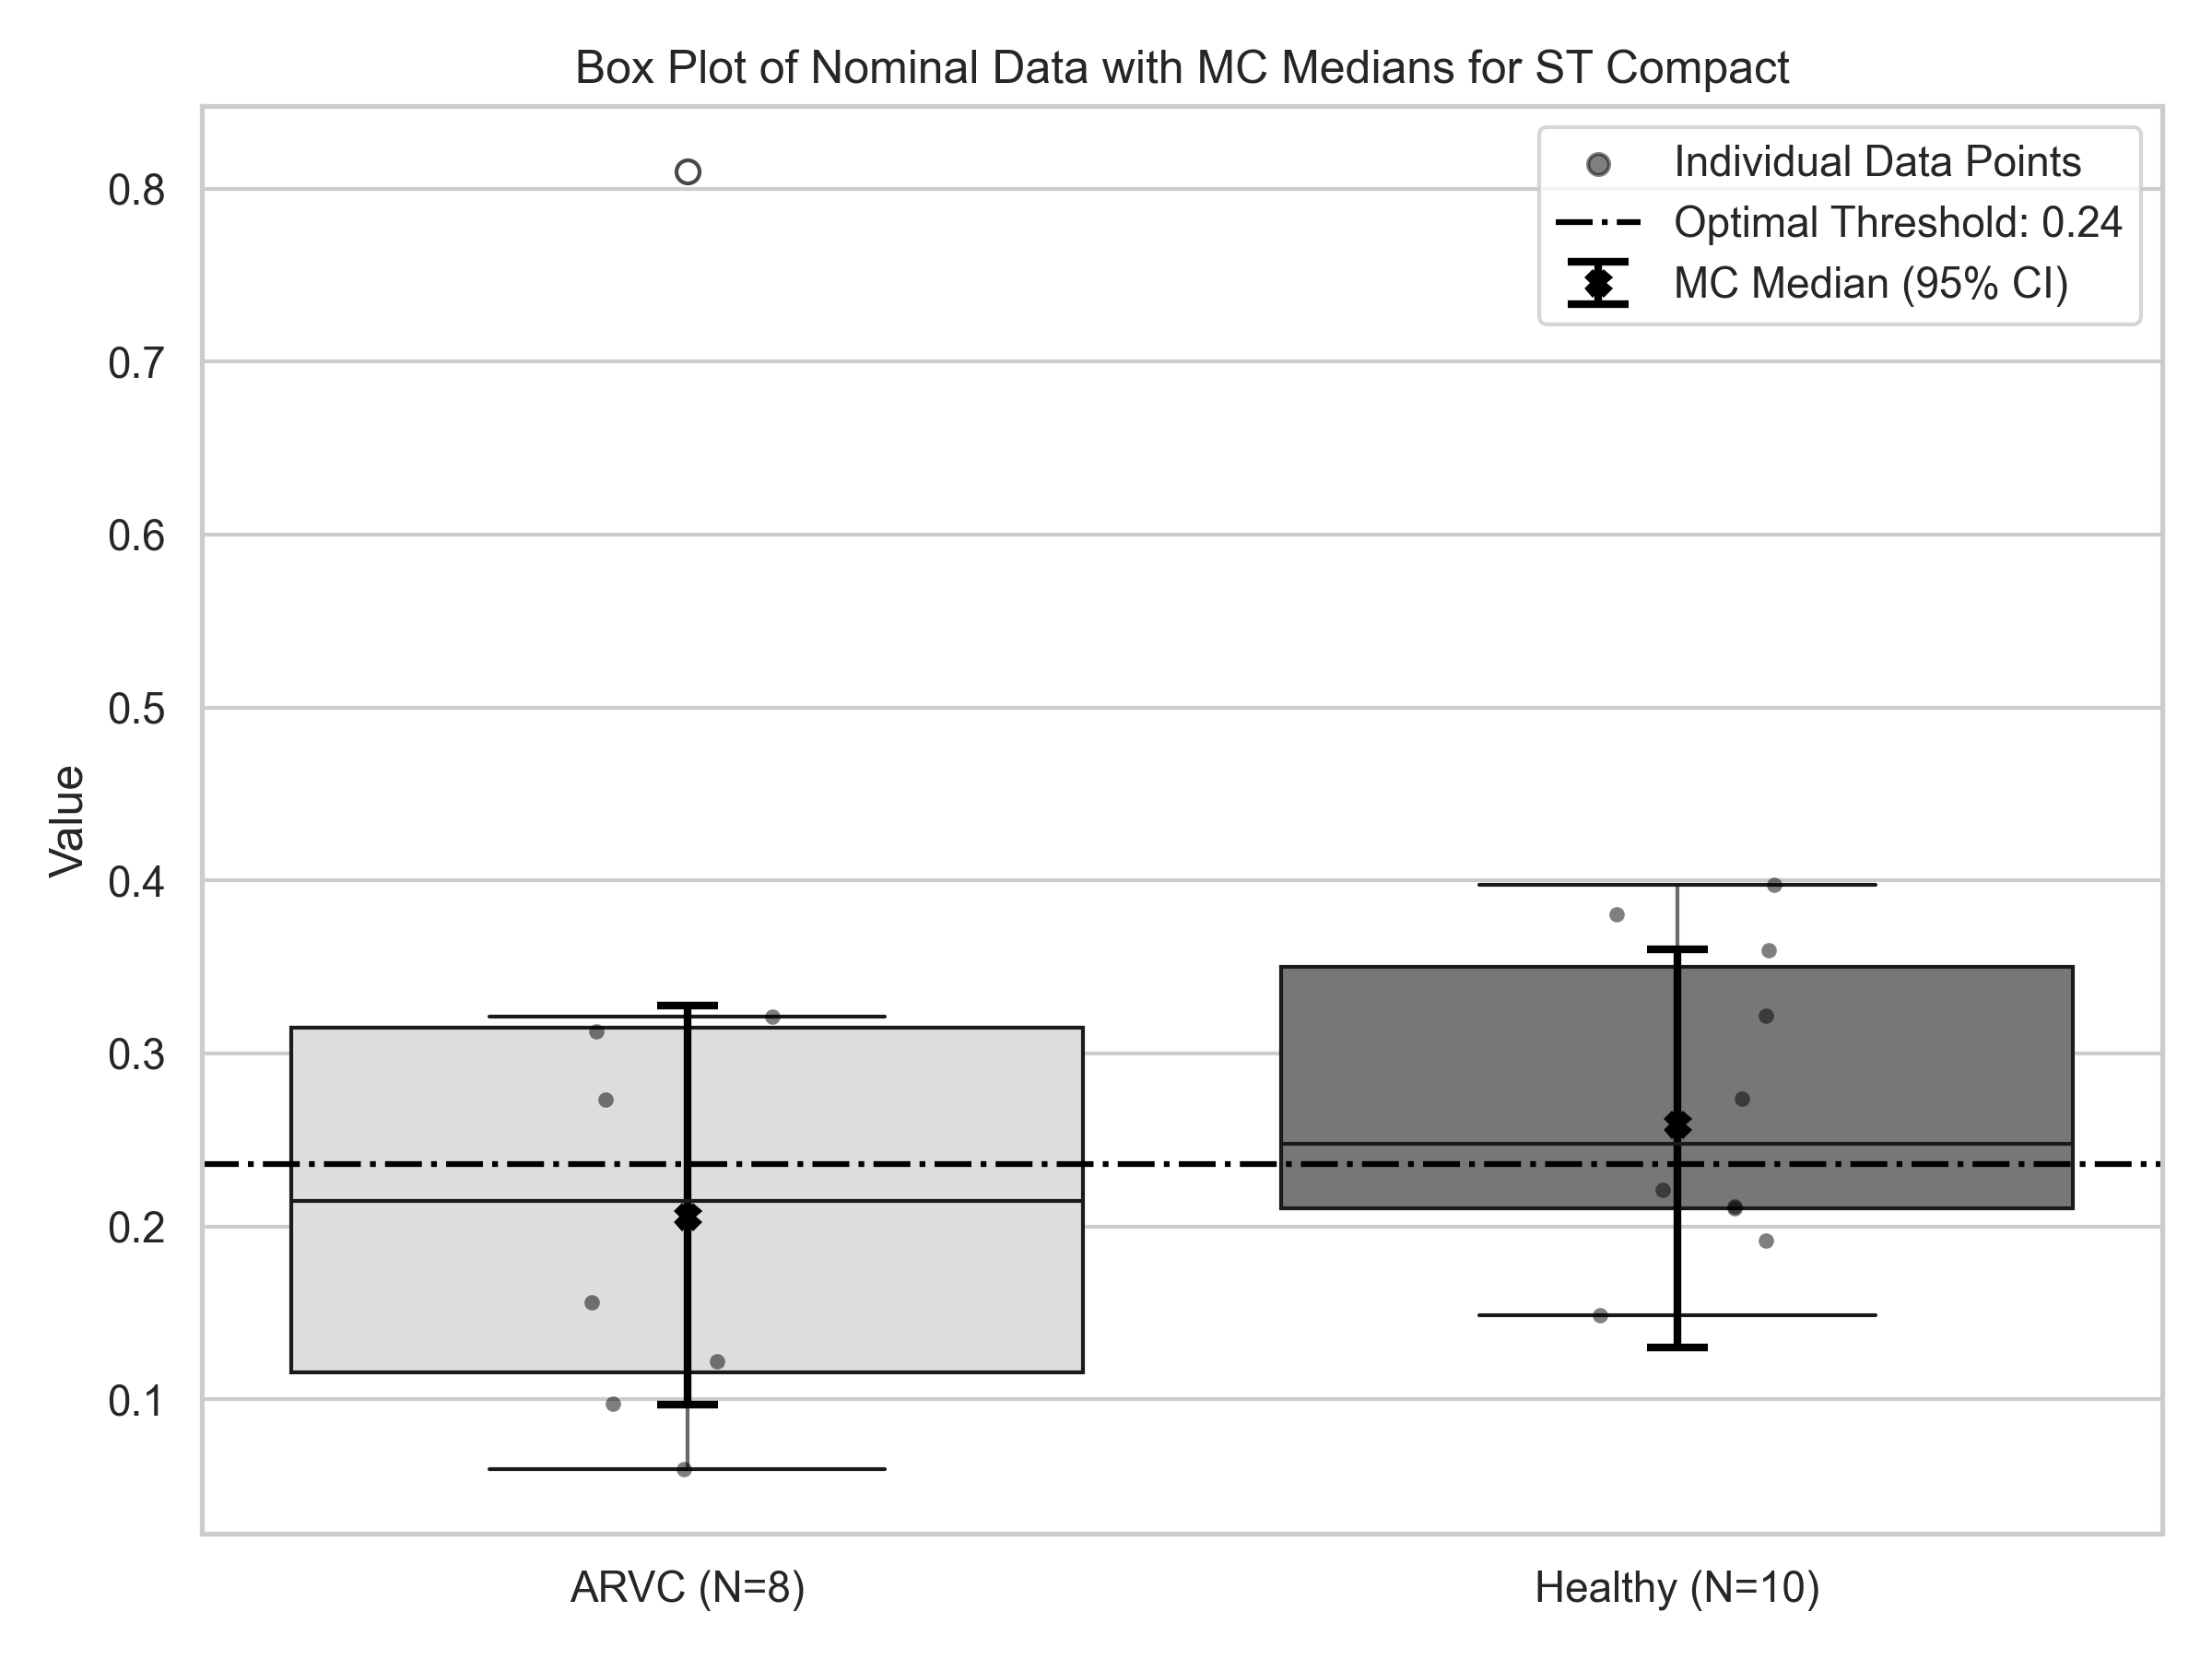 Box Plot of Nominal Data with MC Medians for ST Compact
Individual Data Points
Optimal Threshold: 0.24
MC Median (95% CI)
Value
0.8
0.7
0.6
0.5
0.4
0.3
0.2
0.1
ARVC (N=8)
Healthy (N=10)